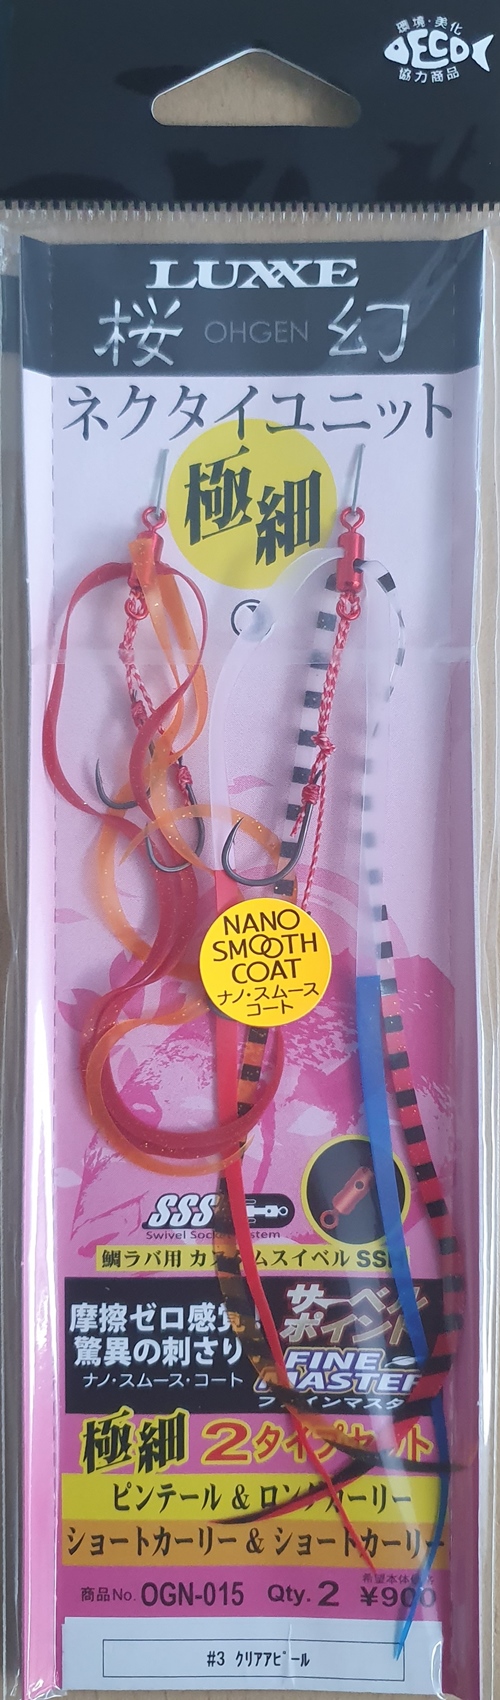 環境・美化
ECO
協力商品
LUXXE
桜幻
OHGEN
ネクタイユニット
極細
NANO
SMOOTH
COAT
ナノ・スムース
コート
SSS
Swivel
鯛ラバ用 カスタムスイベル
摩擦ゼロ感覚!
驚異の刺さり
ナノ・スムース・コート
サーベル
ポイント
FINE
MASTER
ファインマスター
極細 2タイプセット
ピンテール & ロングカーリー
ショートカーリー & ショートカーリー
商品No. OGN-015 Qty. 2 ¥900
#3 クリアアピール